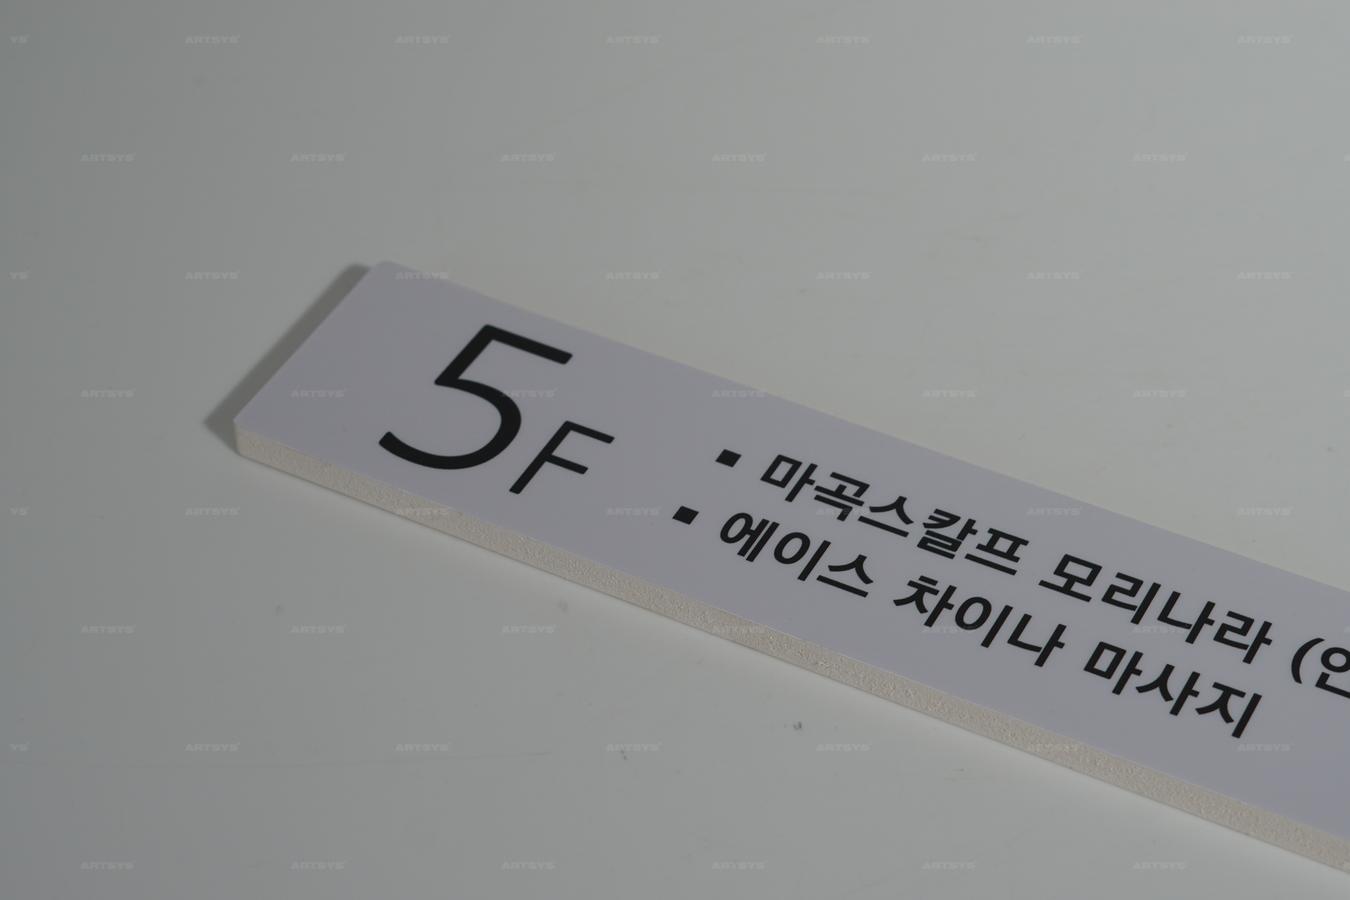 5F
▪ 마곡스칼프 모리나라 (인
▪ 에이스 차이나 마사지